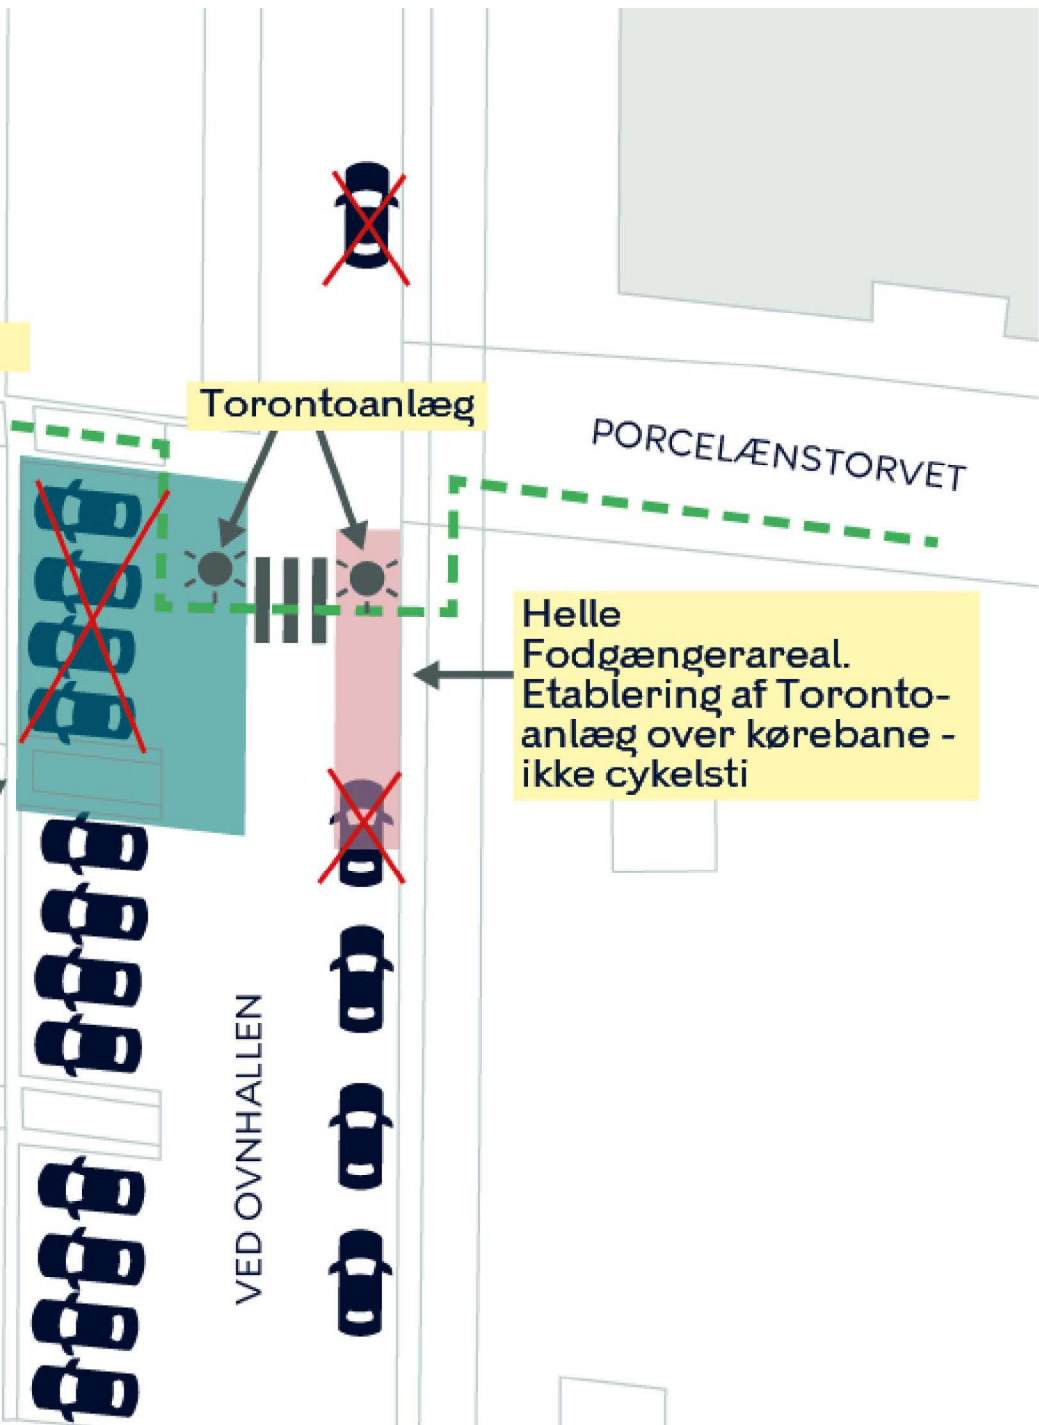 Torontoanlæg
PORCELÆNSTORVET
Helle
Fodgængerareal.
Etablering af Toronto-
anlæg over kørebane -
ikke cykelsti
VED OVNHALLEN